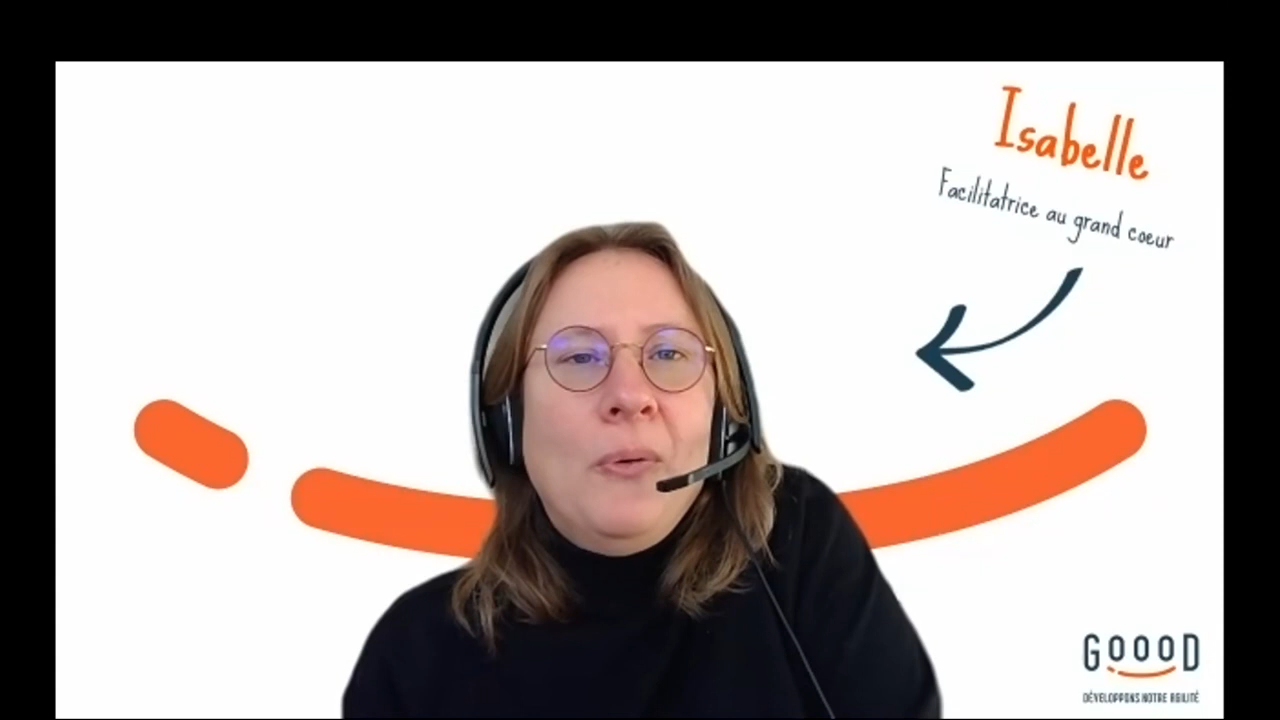 Isabelle
Facilitatrice au grand coeur
GOOOD
DÉVELOPPONS NOTRE AGILITÉ